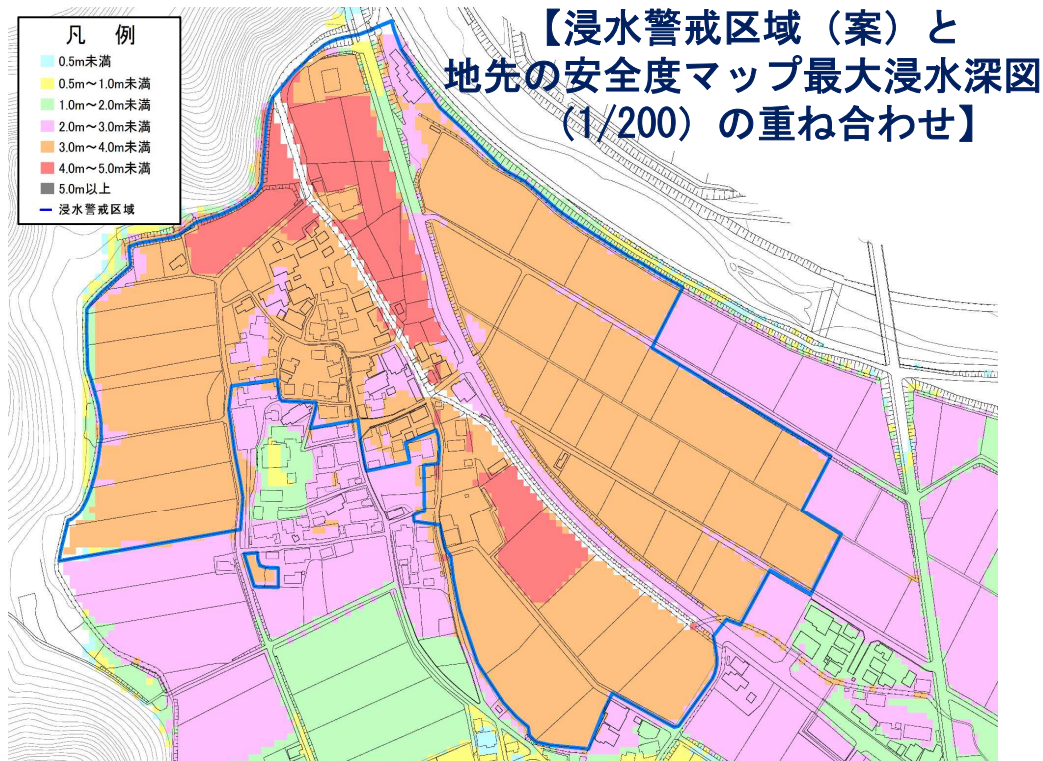 【浸水警戒区域（案）と
地先の安全度マップ最大浸水深図
（1/200）の重ね合わせ】
凡 例
0.5m未満
0.5m～1.0m未満
1.0m～2.0m未満
2.0m～3.0m未満
3.0m～4.0m未満
4.0m～5.0m未満
5.0m以上
浸水警戒区域